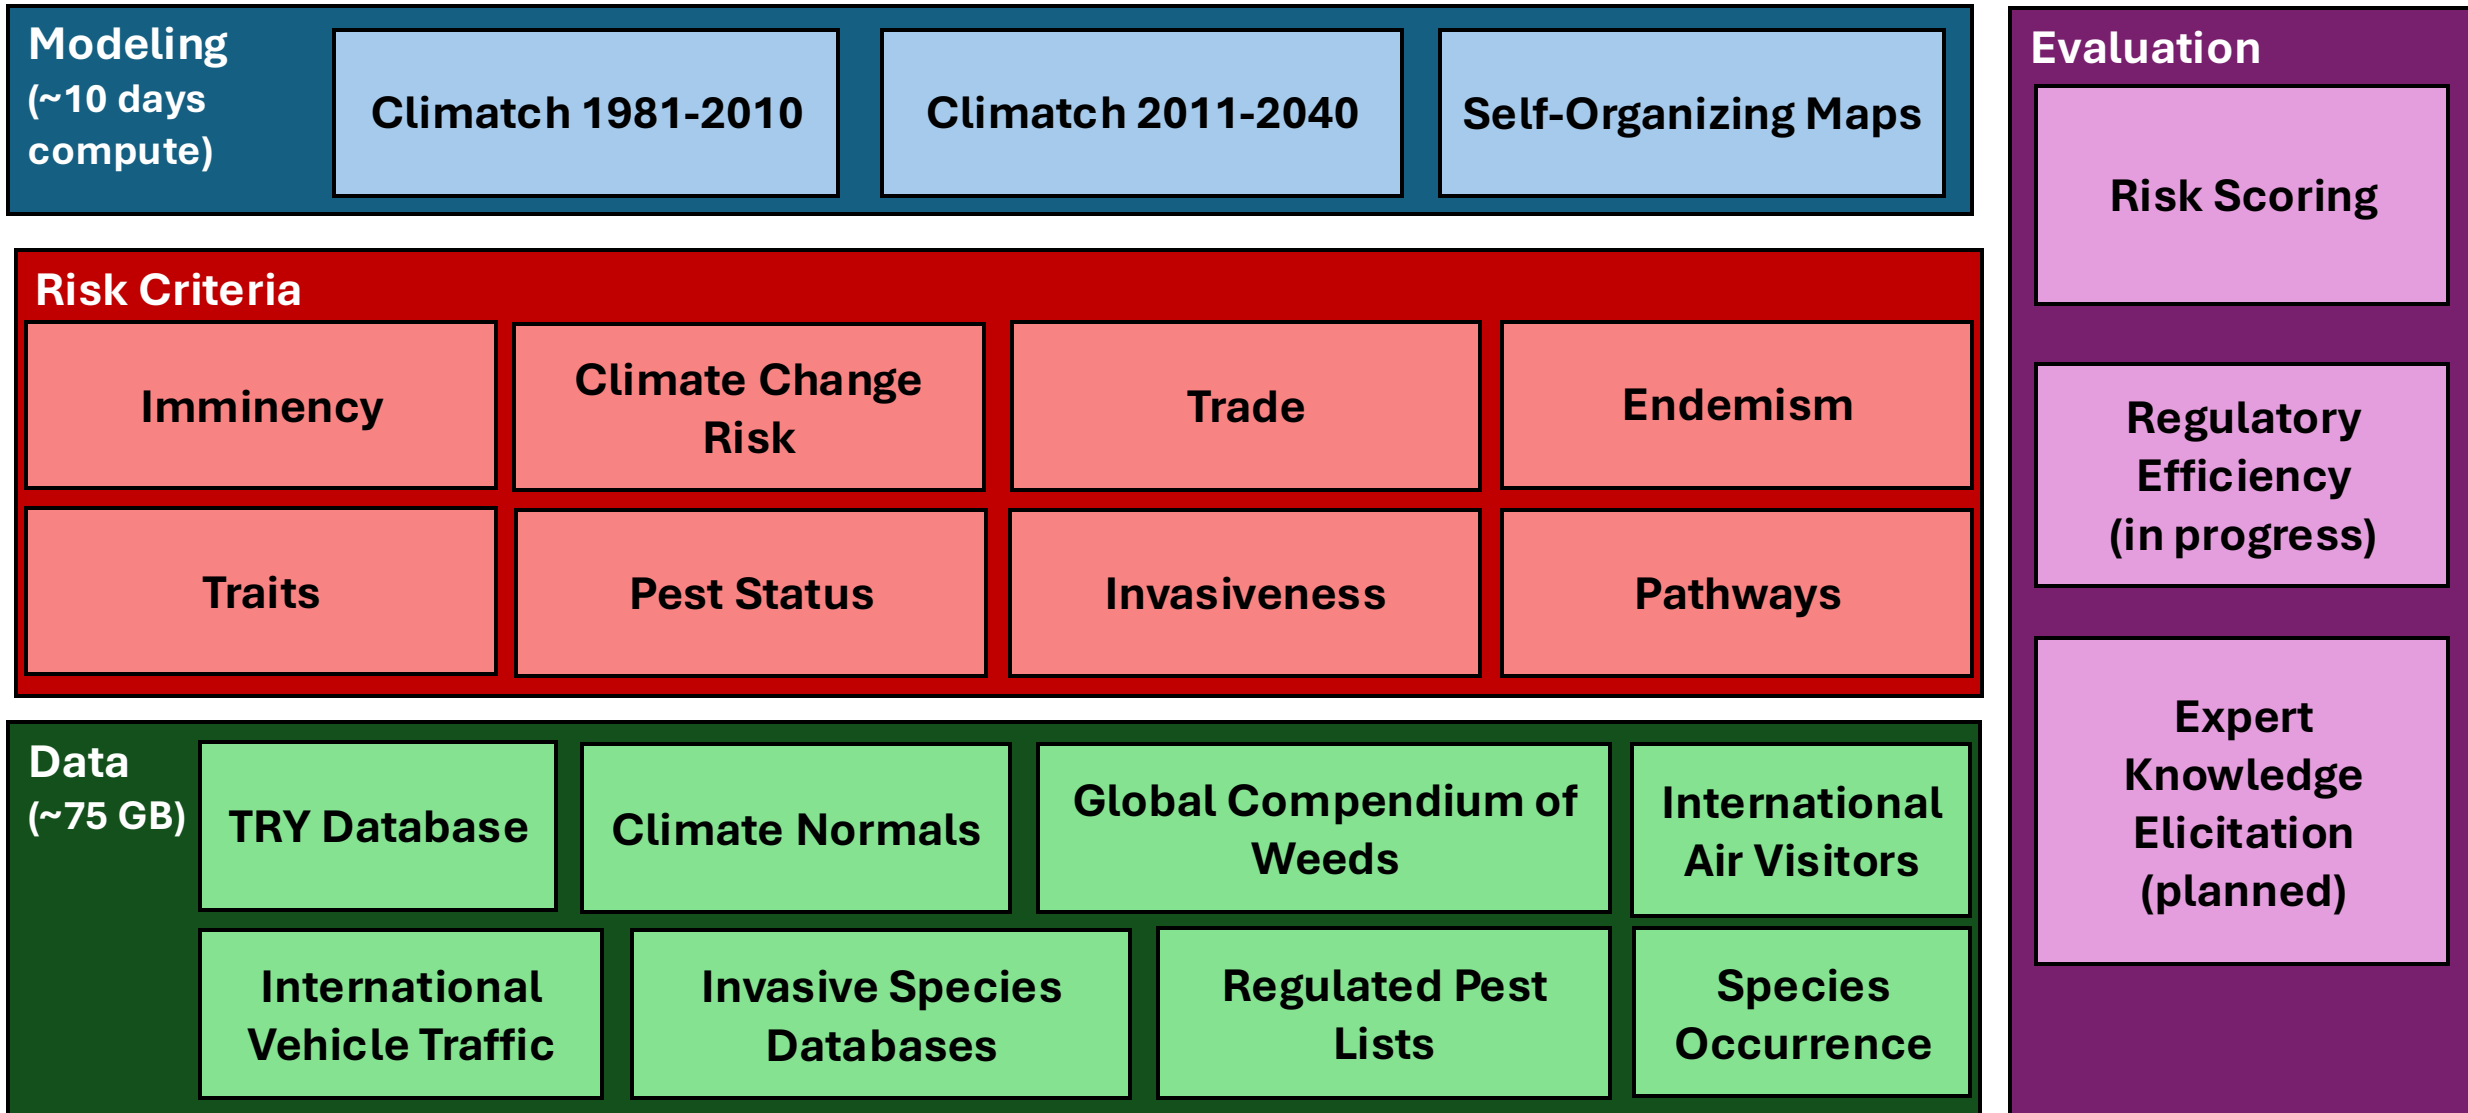 Modeling
(~10 days
compute)
Climatch 1981-2010
Climatch 2011-2040
Self-Organizing Maps
Risk Criteria
Imminency
Climate Change
Risk
Trade
Endemism
Traits
Pest Status
Invasiveness
Pathways
Data
(~75 GB)
TRY Database
Climate Normals
Global Compendium of
Weeds
International
Air Visitors
International
Vehicle Traffic
Invasive Species
Databases
Regulated Pest
Lists
Species
Occurrence
Evaluation
Risk Scoring
Regulatory
Efficiency
(in progress)
Expert
Knowledge
Elicitation
(planned)